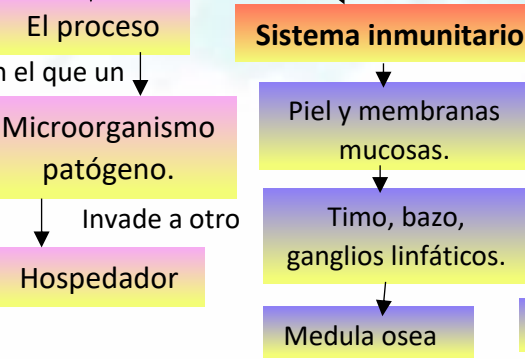 El proceso
n el que un
Microorganismo
patógeno.
Invade a otro
Hospedador
Sistema inmunitario
Piel y membranas
mucosas.
Timo, bazo,
ganglios linfáticos.
Medula osea